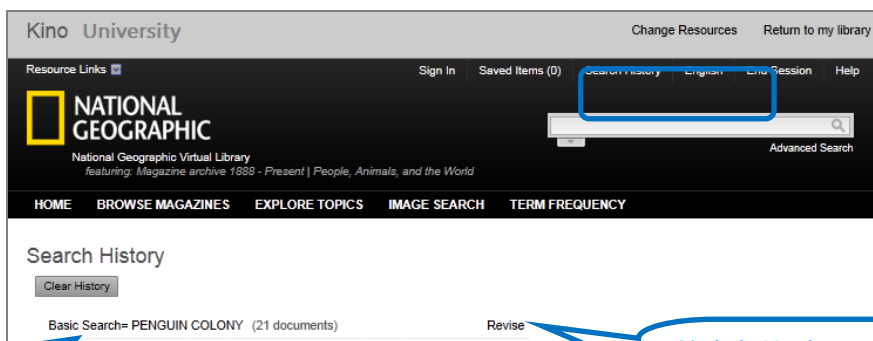 Kino University Change Resources Return to my library
Resource Links Sign In Saved Items (0) Search History English End Session Help
NATIONAL
GEOGRAPHIC
National Geographic Virtual Library
featuring: Magazine archive 1888 - Present | People, Animals, and the World
Advanced Search
HOME BROWSE MAGAZINES EXPLORE TOPICS IMAGE SEARCH TERM FREQUENCY
Search History
Clear History
Basic Search= PENGUIN COLONY (21 documents) Revise